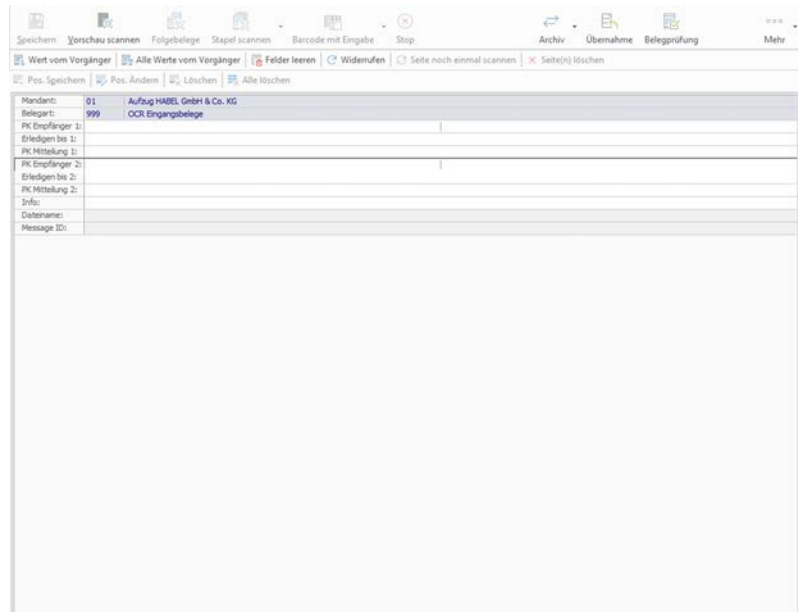 Speichern Vorschau scannen Folgebelege Stapel scannen Barcode mit Eingabe Stop Archiv Übernahme Belegprüfung Mehr
Wert vom Vorgänger Alle Werte vom Vorgänger Felder leeren Widerrufen Seite noch einmal scannen Seite(n) löschen
Pos. Speichern Pos. Ändern Löschen Alle löschen
Mandant: 01 Aufzug HABEL GmbH & Co. KG
Belegart: 999 OCR Eingangsbelege
PK Empfänger 1:
Erledigen bis 1:
PK Mitteilung 1:
PK Empfänger 2:
Erledigen bis 2:
PK Mitteilung 2:
Info:
Dateiname:
Message ID: